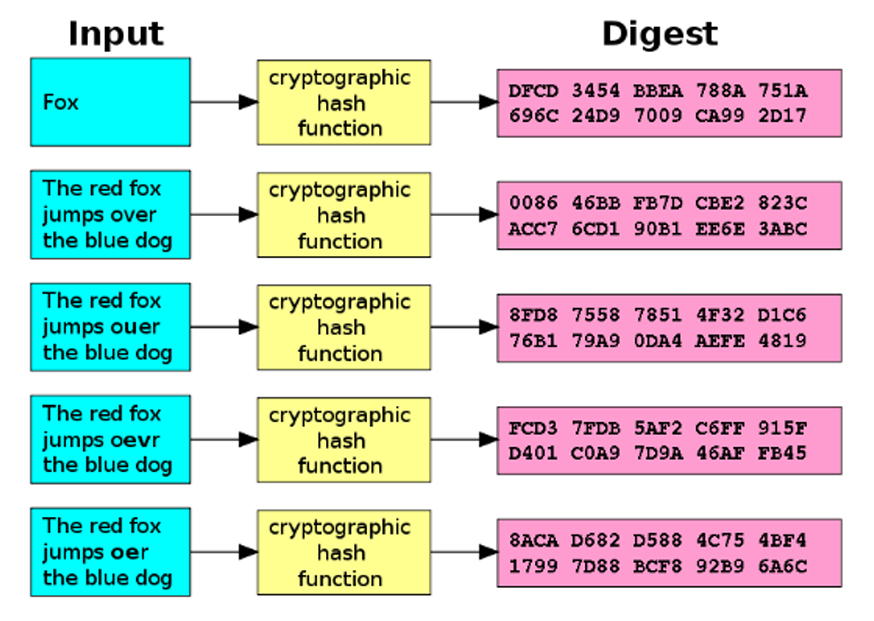 Input
Digest
Fox
cryptographic
hash
function
DFCD 3454 BBEA 788A 751A
696C 24D9 7009 CA99 2D17
The red fox
jumps over
the blue dog
cryptographic
hash
function
0086 46BB FB7D CBE2 823C
ACC7 6CD1 90B1 EE6E 3ABC
The red fox
jumps ouer
the blue dog
cryptographic
hash
function
8FD8 7558 7851 4F32 D1C6
76B1 79A9 0DA4 AEFE 4819
The red fox
jumps oevr
the blue dog
cryptographic
hash
function
FCD3 7FDB 5AF2 C6FF 915F
D401 C0A9 7D9A 46AF FB45
The red fox
jumps oer
the blue dog
cryptographic
hash
function
8ACA D682 D588 4C75 4BF4
1799 7D88 BCF8 92B9 6A6C